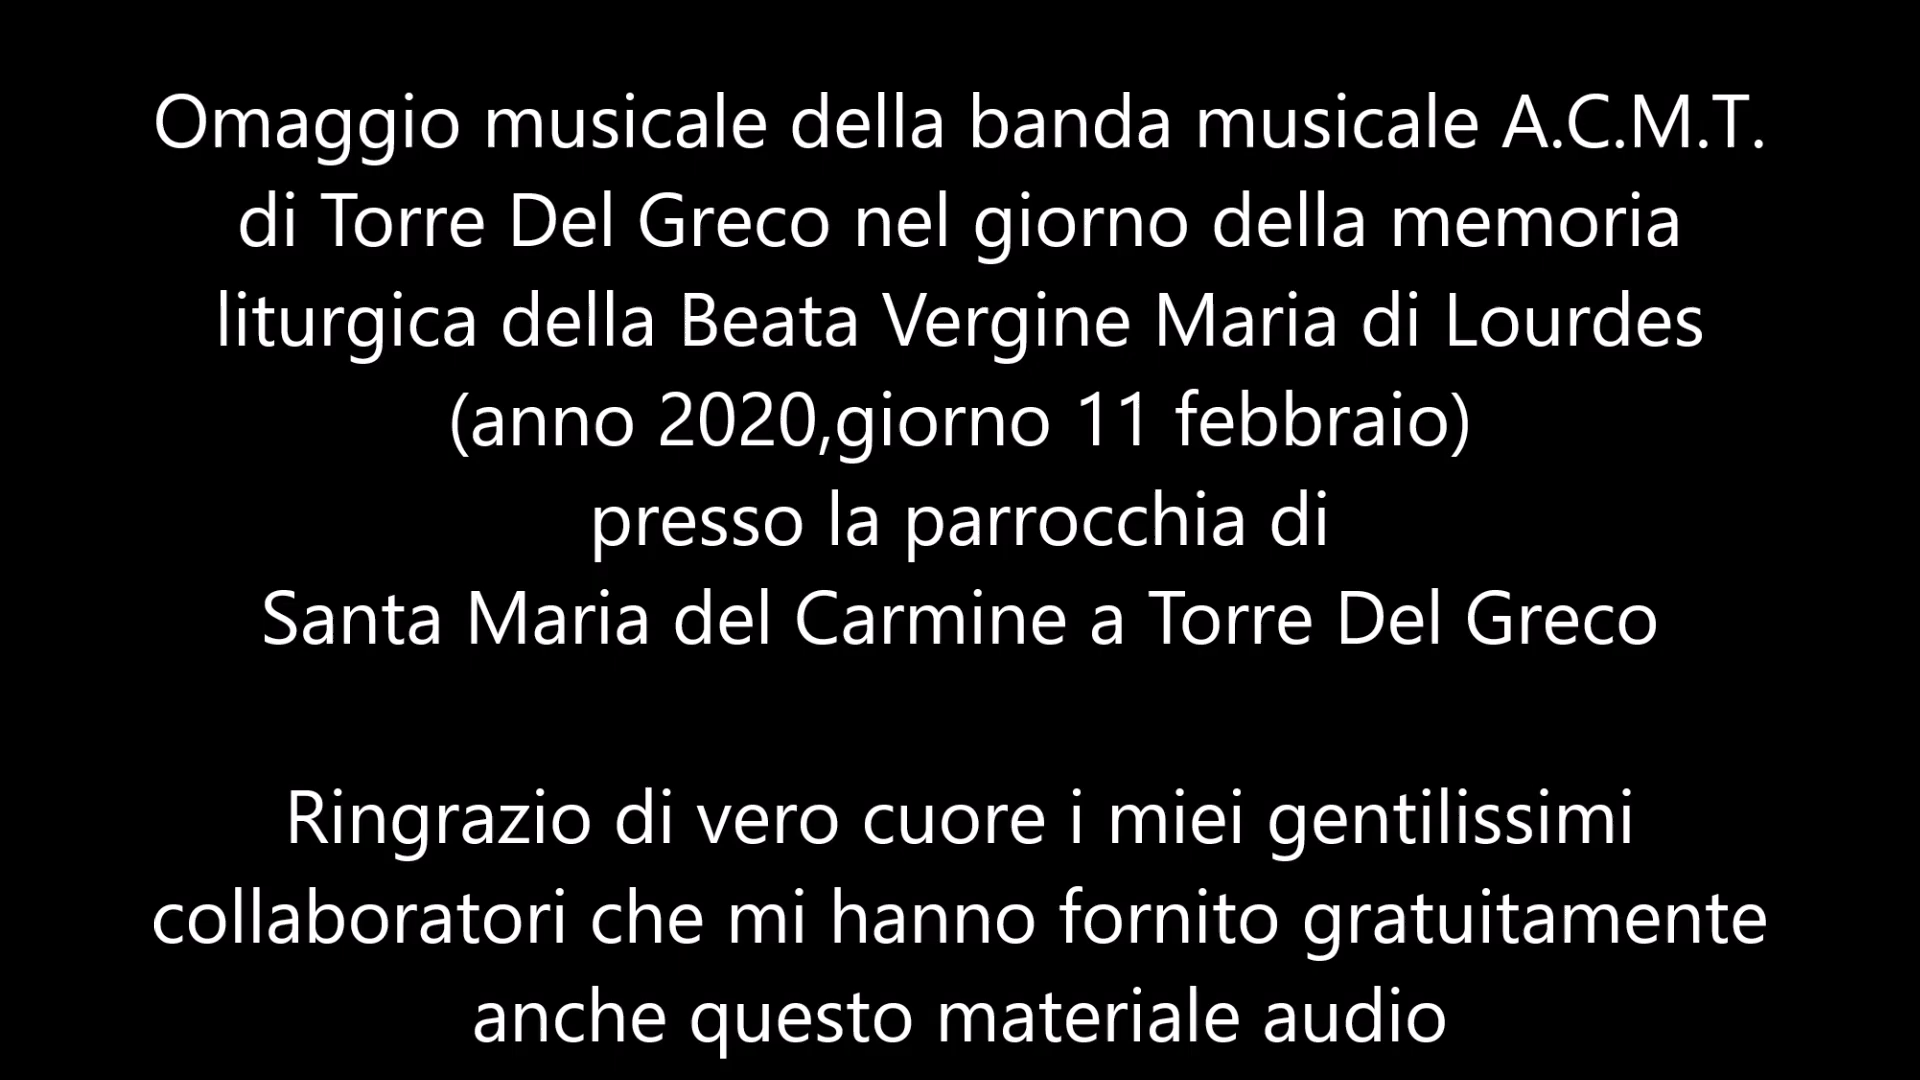 Omaggio musicale della banda musicale A.C.M.T.
di Torre Del Greco nel giorno della memoria
liturgica della Beata Vergine Maria di Lourdes
(anno 2020,giorno 11 febbraio)
presso la parrocchia di
Santa Maria del Carmine a Torre Del Greco
Ringrazio di vero cuore i miei gentilissimi
collaboratori che mi hanno fornito gratuitamente
anche questo materiale audio